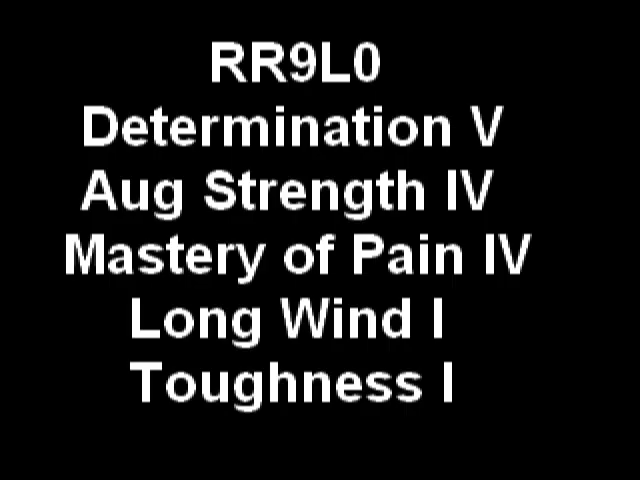 RR9L0
Determination V
Aug Strength IV
Mastery of Pain IV
Long Wind I
Toughness I